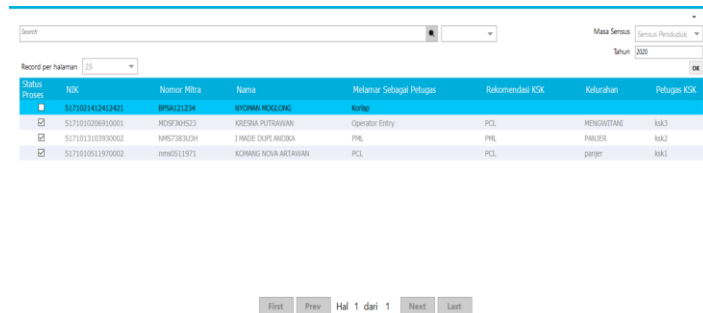 Search
Masa Sensus Sensus Penduduk
Tahun 2020
Record per halaman 25
OK
Status Proses NIK Nomor Mitra Nama Melamar Sebagai Petugas Rekomendasi KSK Kelurahan Petugas KSK
5171021412412421 BPSA121234 NYOMAN MOGLONG Korlap
5171010206910001 MDSFJKHS23 KRESNA PUTRAWAN Operator Entry PCL MENGWITANI ksk3
5171013103930002 NMS7383U3H I MADE DUPI ANDIKA PML PML PANJER ksk2
5171010511970002 nms0511971 KOMANG NOVA ARTAWAN PCL PCL panjer ksk1
First Prev Hal 1 dari 1 Next Last